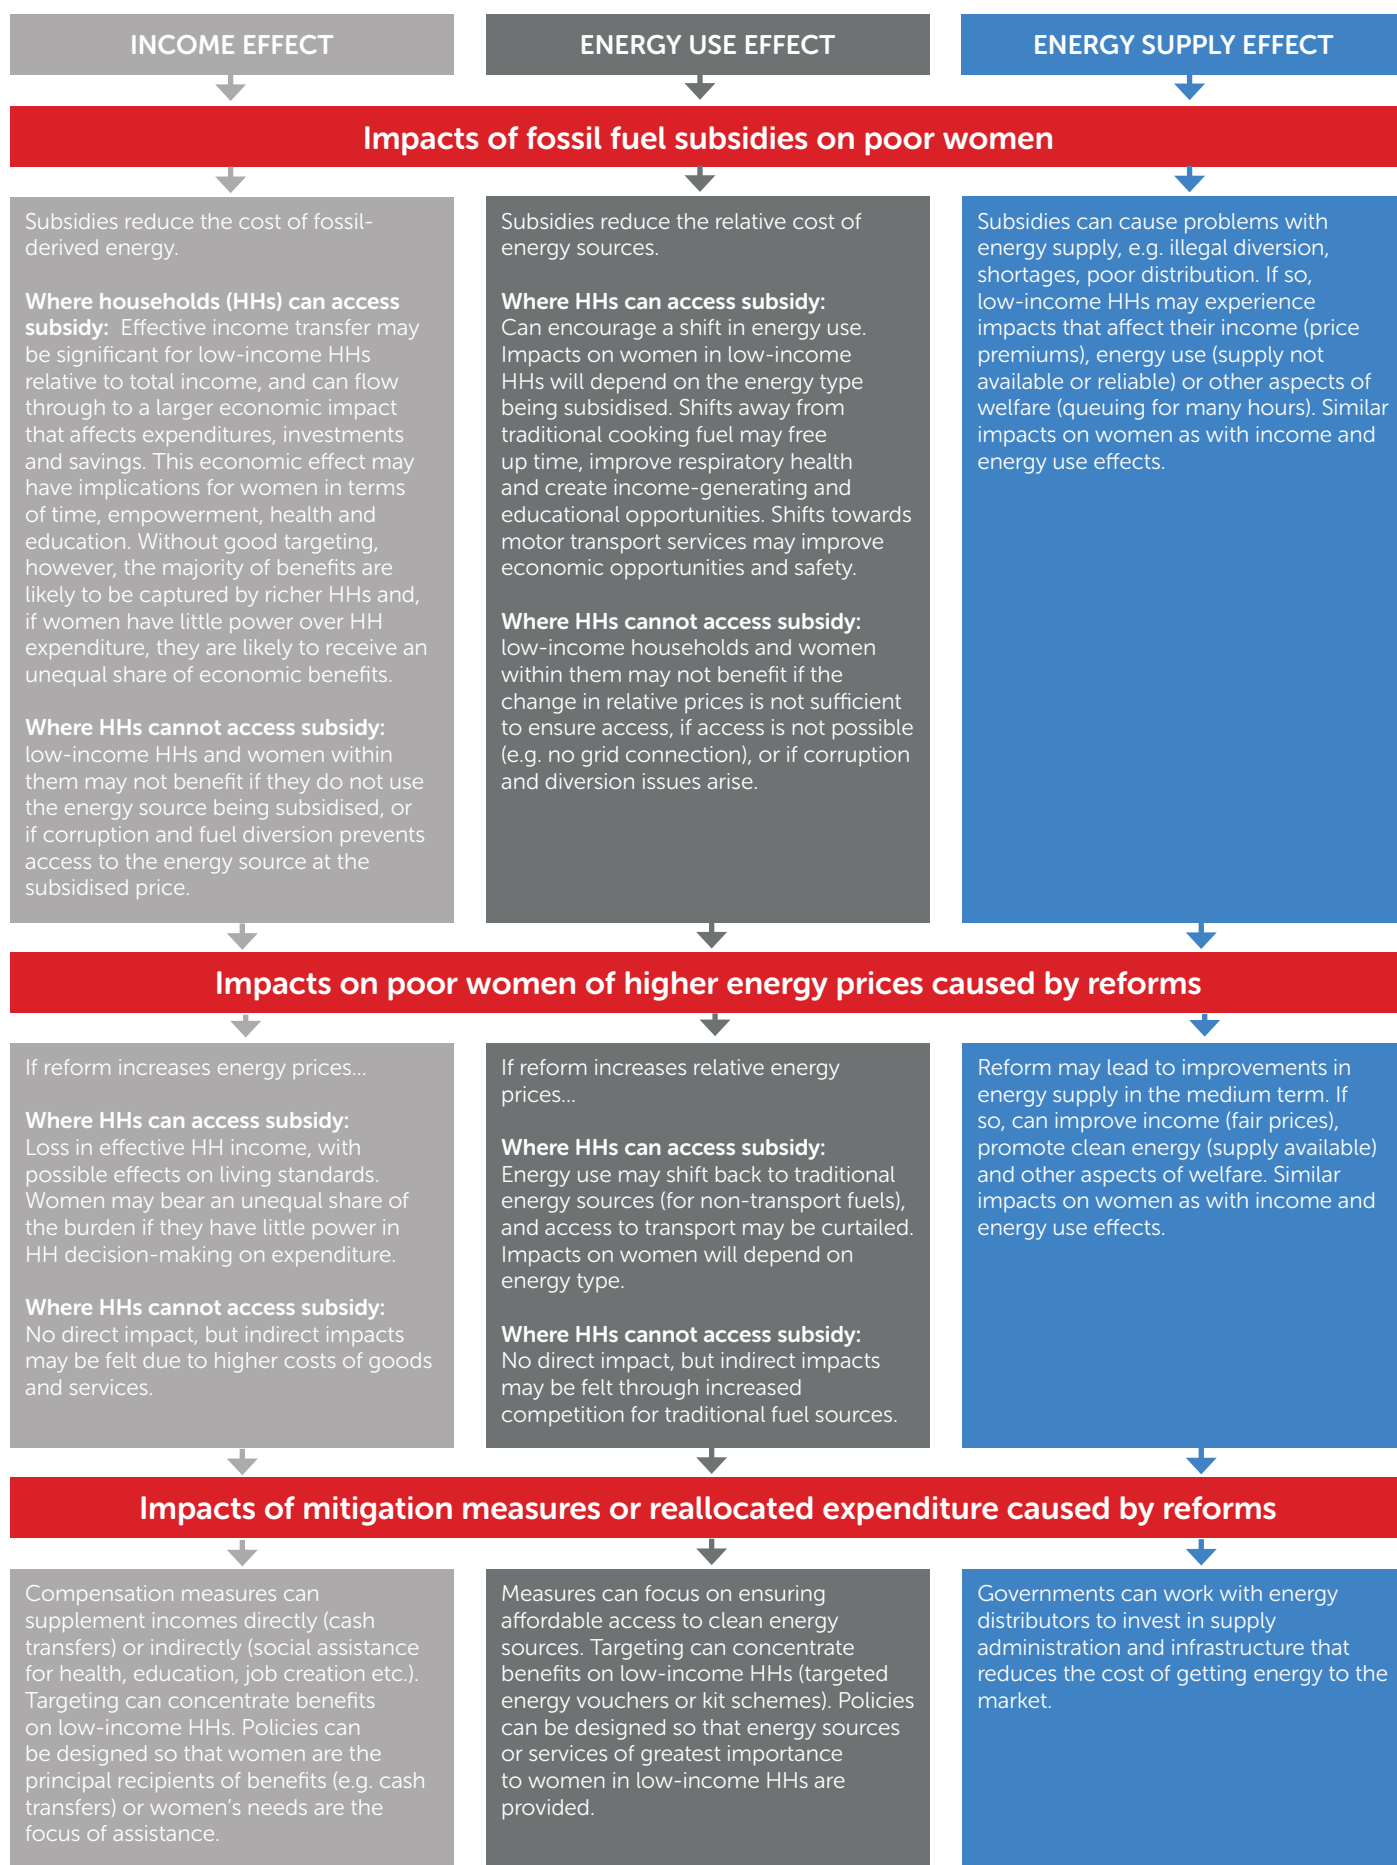 INCOME EFFECT
ENERGY USE EFFECT
ENERGY SUPPLY EFFECT
Impacts of fossil fuel subsidies on poor women
Subsidies reduce the cost of fossil-
derived energy.
Where households (HHs) can access
subsidy: Effective income transfer may
be significant for low-income HHs
relative to total income, and can flow
through to a larger economic impact
that affects expenditures, investments
and savings. This economic effect may
have implications for women in terms
of time, empowerment, health and
education. Without good targeting,
however, the majority of benefits are
likely to be captured by richer HHs and,
if women have little power over HH
expenditure, they are likely to receive an
unequal share of economic benefits.
Where HHs cannot access subsidy:
low-income HHs and women within
them may not benefit if they do not use
the energy source being subsidised, or
if corruption and fuel diversion prevents
access to the energy source at the
subsidised price.
Subsidies reduce the relative cost of
energy sources.
Where HHs can access subsidy:
Can encourage a shift in energy use.
Impacts on women in low-income
HHs will depend on the energy type
being subsidised. Shifts away from
traditional cooking fuel may free
up time, improve respiratory health
and create income-generating and
educational opportunities. Shifts towards
motor transport services may improve
economic opportunities and safety.
Where HHs cannot access subsidy:
low-income households and women
within them may not benefit if the
change in relative prices is not sufficient
to ensure access, if access is not possible
(e.g. no grid connection), or if corruption
and diversion issues arise.
Subsidies can cause problems with
energy supply, e.g. illegal diversion,
shortages, poor distribution. If so,
low-income HHs may experience
impacts that affect their income (price
premiums), energy use (supply not
available or reliable) or other aspects of
welfare (queuing for many hours). Similar
impacts on women as with income and
energy use effects.
Impacts on poor women of higher energy prices caused by reforms
If reform increases energy prices...
Where HHs can access subsidy:
Loss in effective HH income, with
possible effects on living standards.
Women may bear an unequal share of
the burden if they have little power in
HH decision-making on expenditure.
Where HHs cannot access subsidy:
No direct impact, but indirect impacts
may be felt due to higher costs of goods
and services.
If reform increases relative energy
prices...
Where HHs can access subsidy:
Energy use may shift back to traditional
energy sources (for non-transport fuels),
and access to transport may be curtailed.
Impacts on women will depend on
energy type.
Where HHs cannot access subsidy:
No direct impact, but indirect impacts
may be felt through increased
competition for traditional fuel sources.
Reform may lead to improvements in
energy supply in the medium term. If
so, can improve income (fair prices),
promote clean energy (supply available)
and other aspects of welfare. Similar
impacts on women as with income and
energy use effects.
Impacts of mitigation measures or reallocated expenditure caused by reforms
Compensation measures can
supplement incomes directly (cash
transfers) or indirectly (social assistance
for health, education, job creation etc.).
Targeting can concentrate benefits
on low-income HHs. Policies can
be designed so that women are the
principal recipients of benefits (e.g. cash
transfers) or women's needs are the
focus of assistance.
Measures can focus on ensuring
affordable access to clean energy
sources. Targeting can concentrate
benefits on low-income HHs (targeted
energy vouchers or kit schemes). Policies
can be designed so that energy sources
or services of greatest importance
to women in low-income HHs are
provided.
Governments can work with energy
distributors to invest in supply
administration and infrastructure that
reduces the cost of getting energy to the
market.